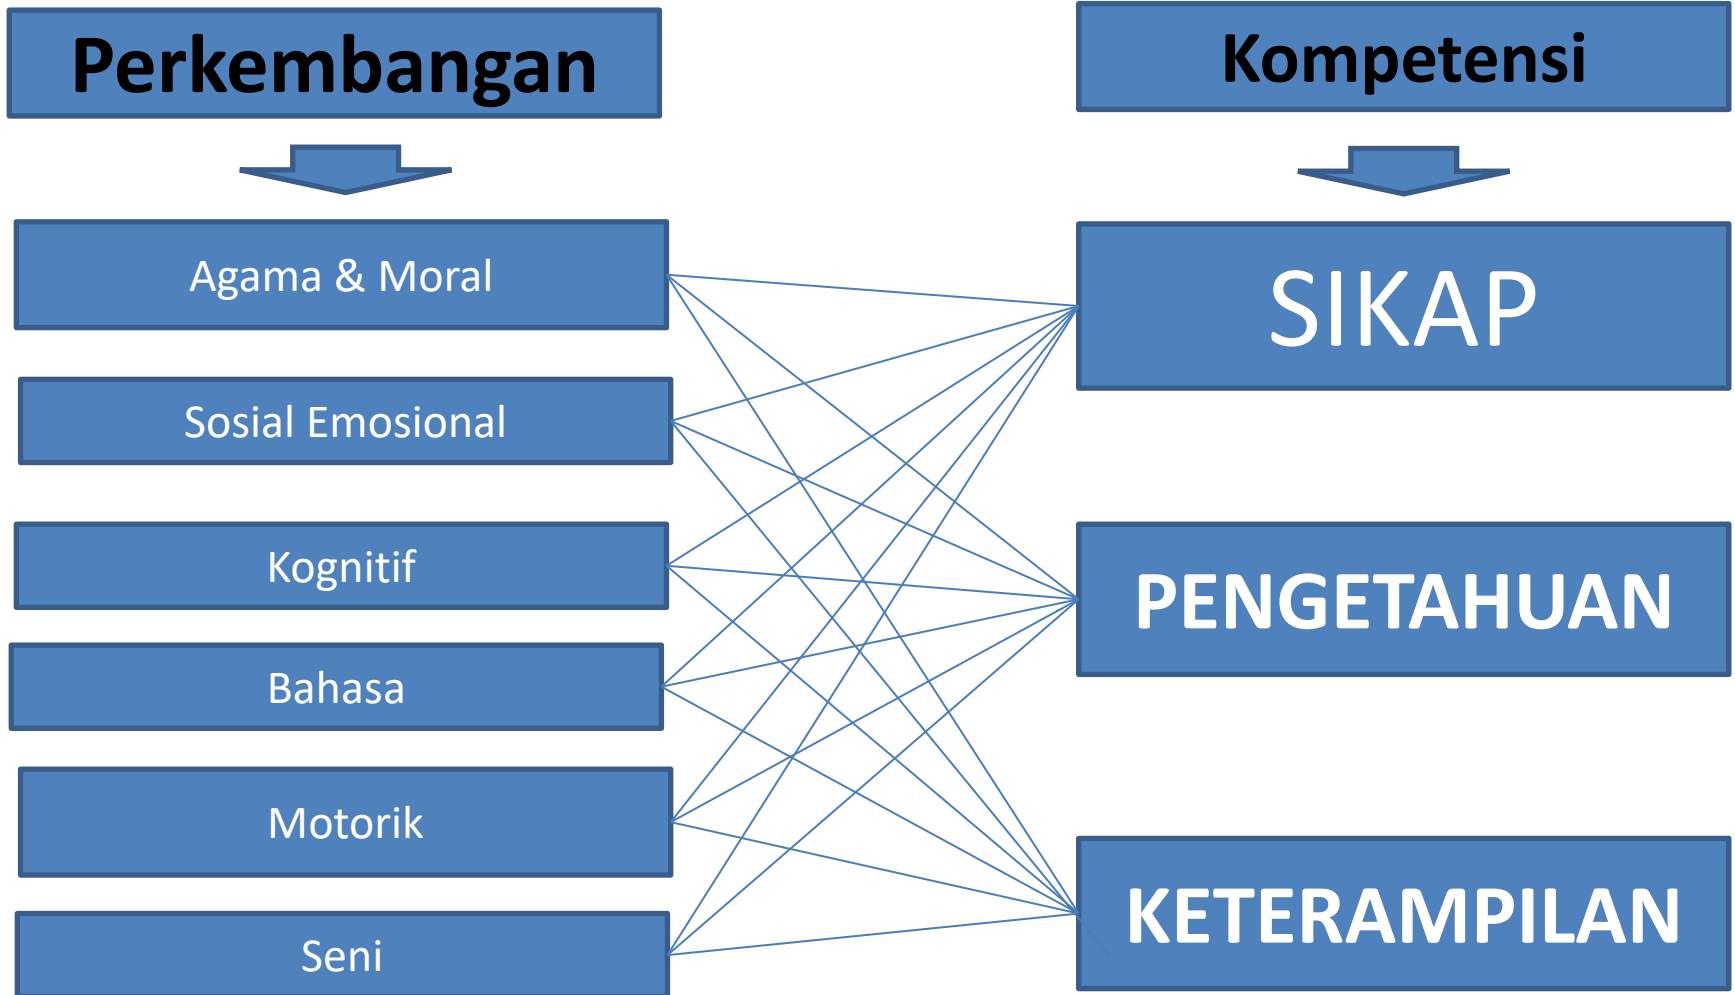 Perkembangan
Agama & Moral
Sosial Emosional
Kognitif
Bahasa
Motorik
Seni
Kompetensi
SIKAP
PENGETAHUAN
KETERAMPILAN